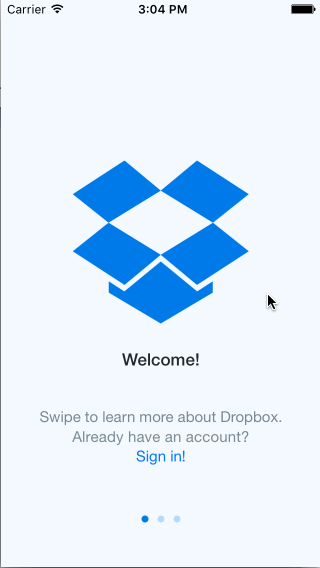 Carrier 3:04 PM
Welcome!
Swipe to learn more about Dropbox.
Already have an account?
Sign in!